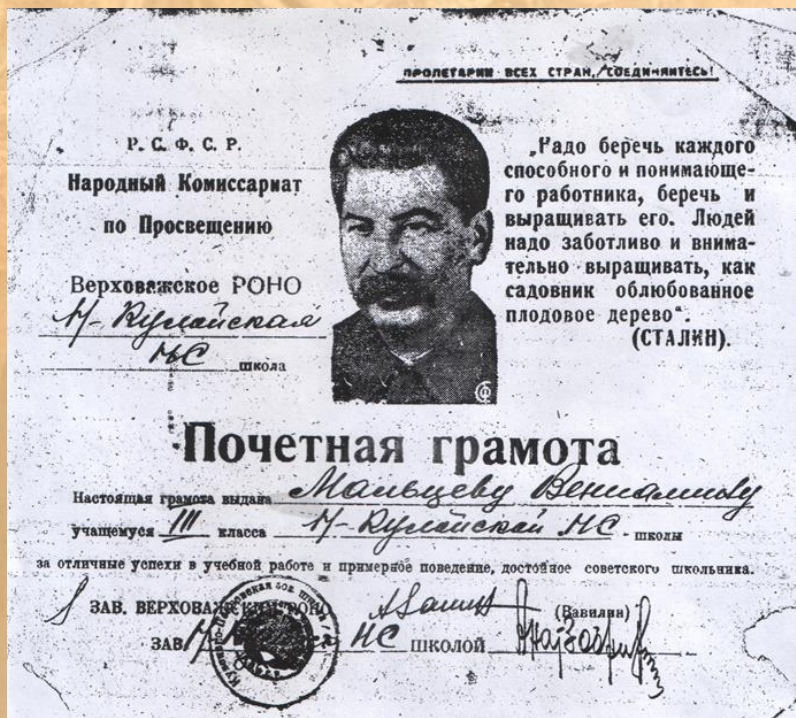 ПРОЛЕТАРИИ ВСЕХ СТРАН, СОЕДИНЯЙТЕСЬ!
Р. С. Ф. С. Р.
Народный Комиссариат
по Просвещению
Верховажское РОНО
Н-Кулойская
НС школа
„Надо беречь каждого
способного и понимающе-
го работника, беречь и
выращивать его. Людей
надо заботливо и внима-
тельно выращивать, как
садовник облюбованное
плодовое дерево“.
(СТАЛИН).
Почетная грамота
Настоящая грамота выдана Мальцеву Вениамину
учащемуся III класса Н-Кулойской НС - школы
за отличные успехи в учебной работе и примерное поведение, достойное советского школьника.
ЗАВ. ВЕРХОВАЖСКИМ РОНО (Вавилин)
ЗАВ НС ШКОЛОЙ